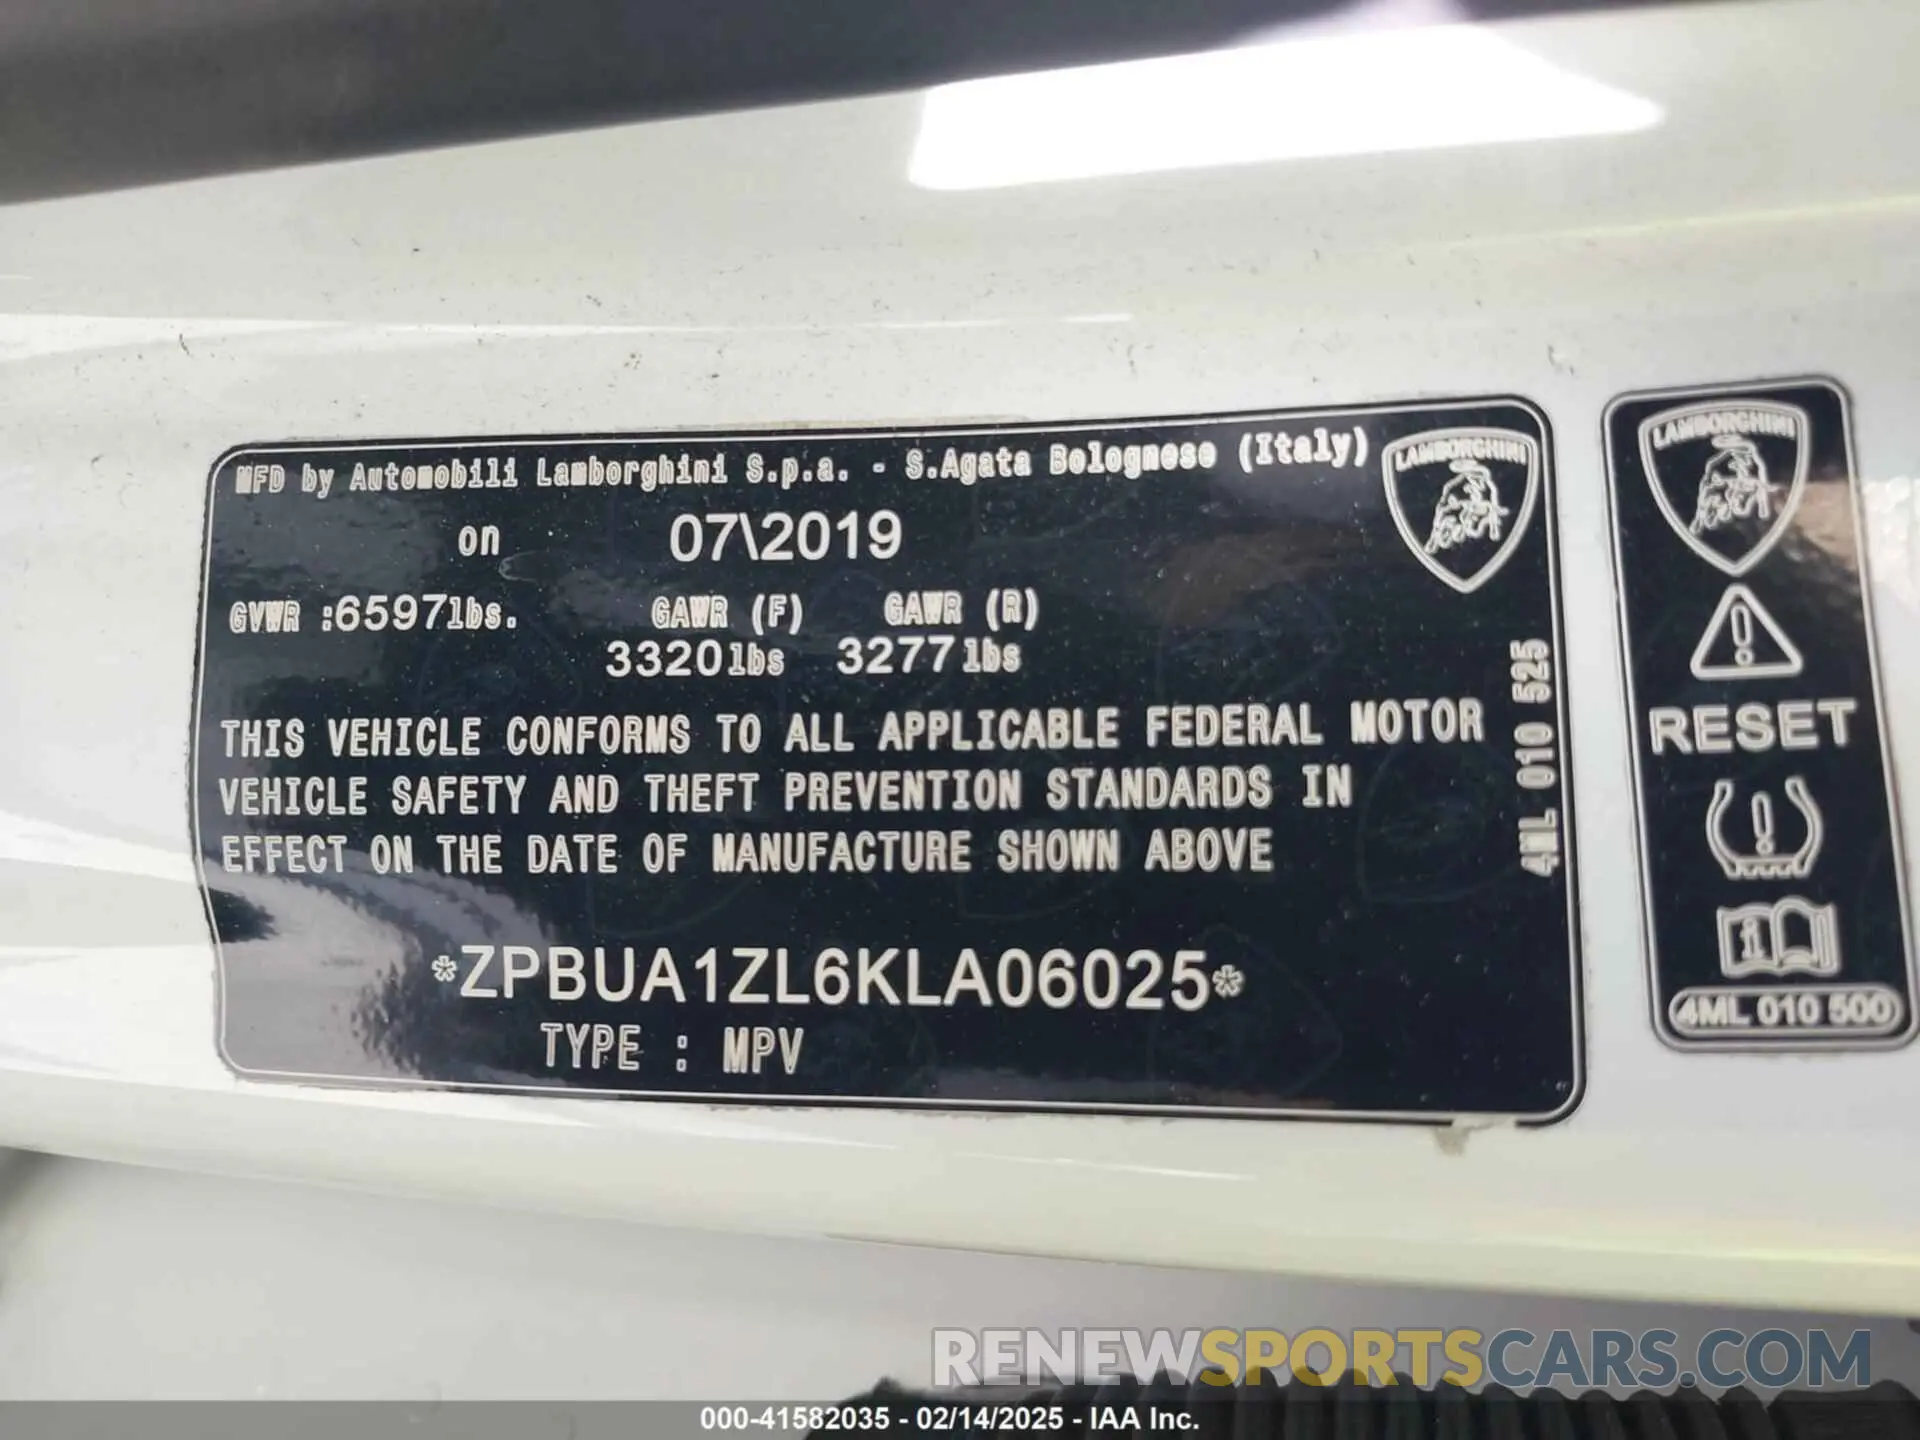 MFD by Automobili Lamborghini S.p.a. - S.Agata Bolognese (Italy)
on 07\2019
GVWR :6597lbs. GAWR (F) GAWR (R)
3320lbs 3277lbs
THIS VEHICLE CONFORMS TO ALL APPLICABLE FEDERAL MOTOR
VEHICLE SAFETY AND THEFT PREVENTION STANDARDS IN
EFFECT ON THE DATE OF MANUFACTURE SHOWN ABOVE
*ZPBUA1ZL6KLA06025*
TYPE : MPV
LAMBORGHINI
4ML 010 525
LAMBORGHINI
RESET
4ML 010 500
RENEWSPORTSCARS.COM
000-41582035 - 02/14/2025 - IAA Inc.